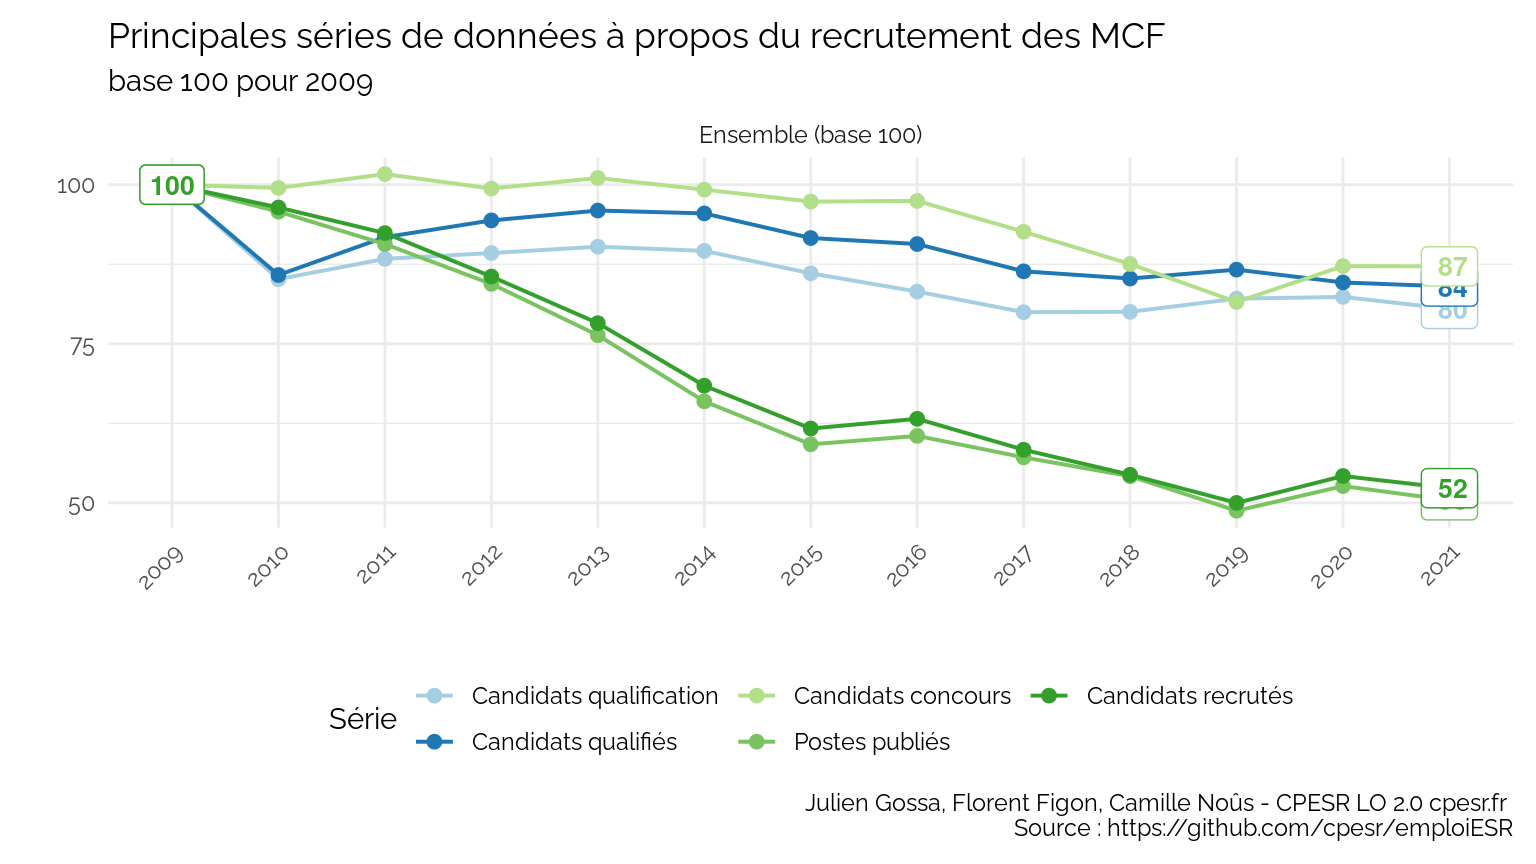 Principales séries de données à propos du recrutement des MCF
base 100 pour 2009
Ensemble (base 100)
100
75
50
100
87
84
80
52
2009 2010 2011 2012 2013 2014 2015 2016 2017 2018 2019 2020 2021
Série
Candidats qualification Candidats concours Candidats recrutés
Candidats qualifiés Postes publiés
Julien Gossa, Florent Figon, Camille Noûs - CPESR LO 2.0 cpesr.fr
Source : https://github.com/cpesr/emploiESR